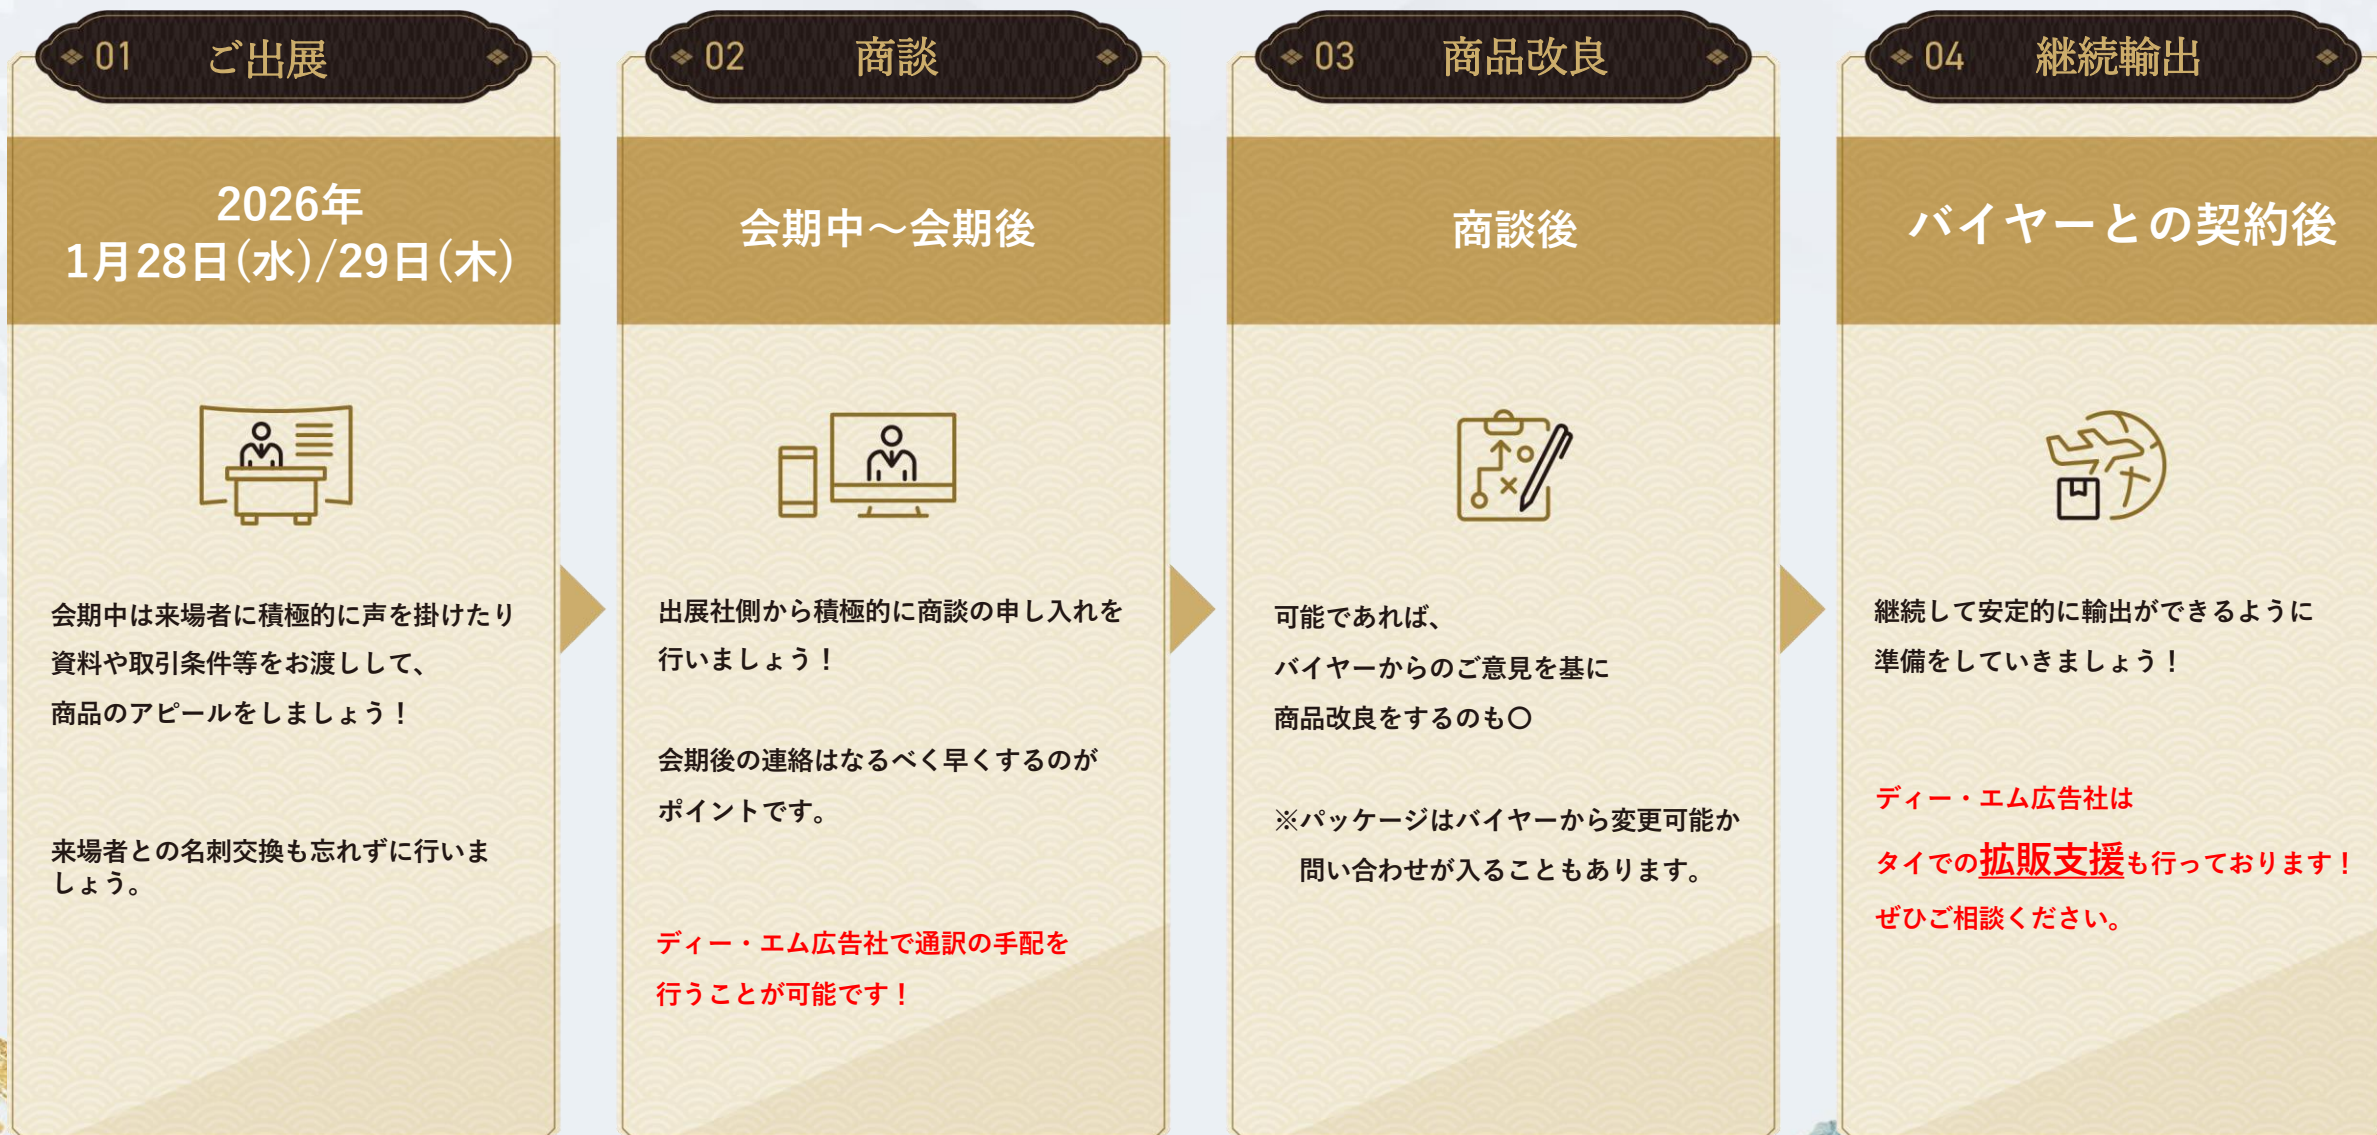 01 ご出展
2026年
1月28日(水)/29日(木)
会期中は来場者に積極的に声を掛けたり
資料や取引条件等をお渡しして、
商品のアピールをしましょう！
来場者との名刺交換も忘れずに行いま
しょう。
02 商談
会期中～会期後
出展社側から積極的に商談の申し入れを
行いましょう！
会期後の連絡はなるべく早くするのが
ポイントです。
ディー・エム広告社で通訳の手配を
行うことが可能です！
03 商品改良
商談後
可能であれば、
バイヤーからのご意見を基に
商品改良をするのも〇
※パッケージはバイヤーから変更可能か
問い合わせが入ることもあります。
04 継続輸出
バイヤーとの契約後
継続して安定的に輸出ができるように
準備をしていきましょう！
ディー・エム広告社は
タイでの拡販支援も行っております！
ぜひご相談ください。